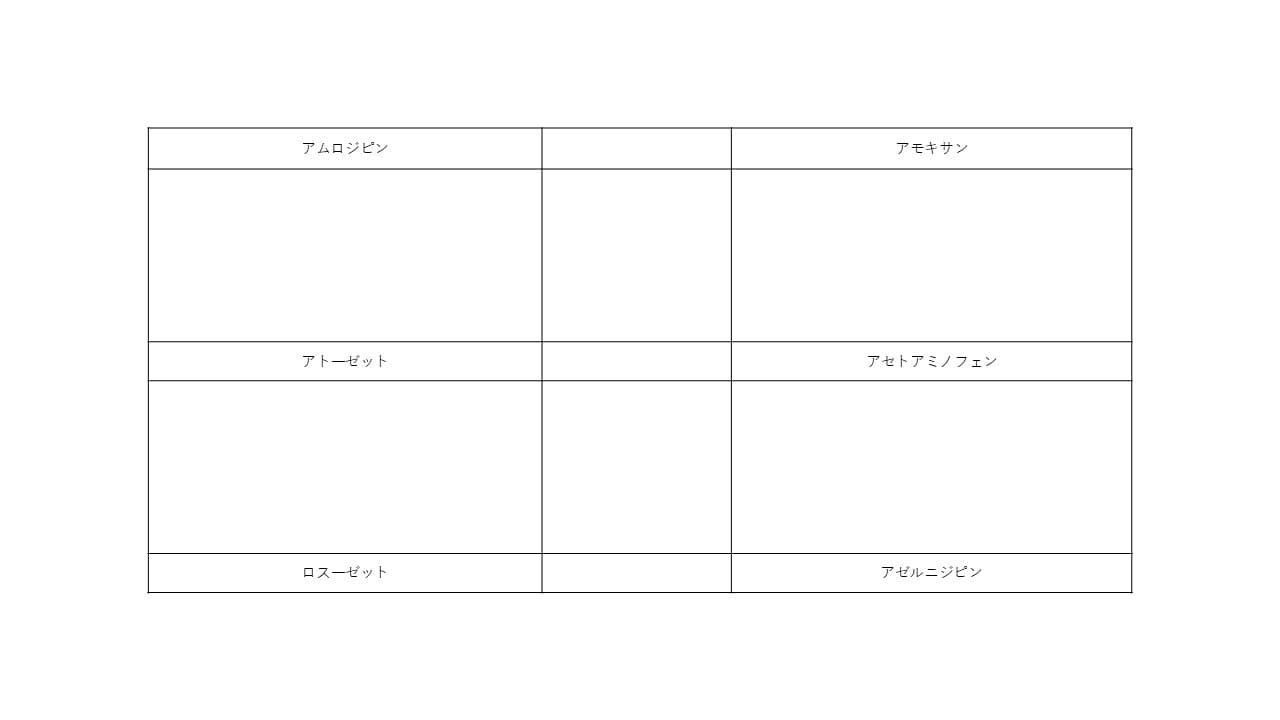 アムロジピン
アモキサン
アトーゼット
アセトアミノフェン
ロスーゼット
アゼルニジピン